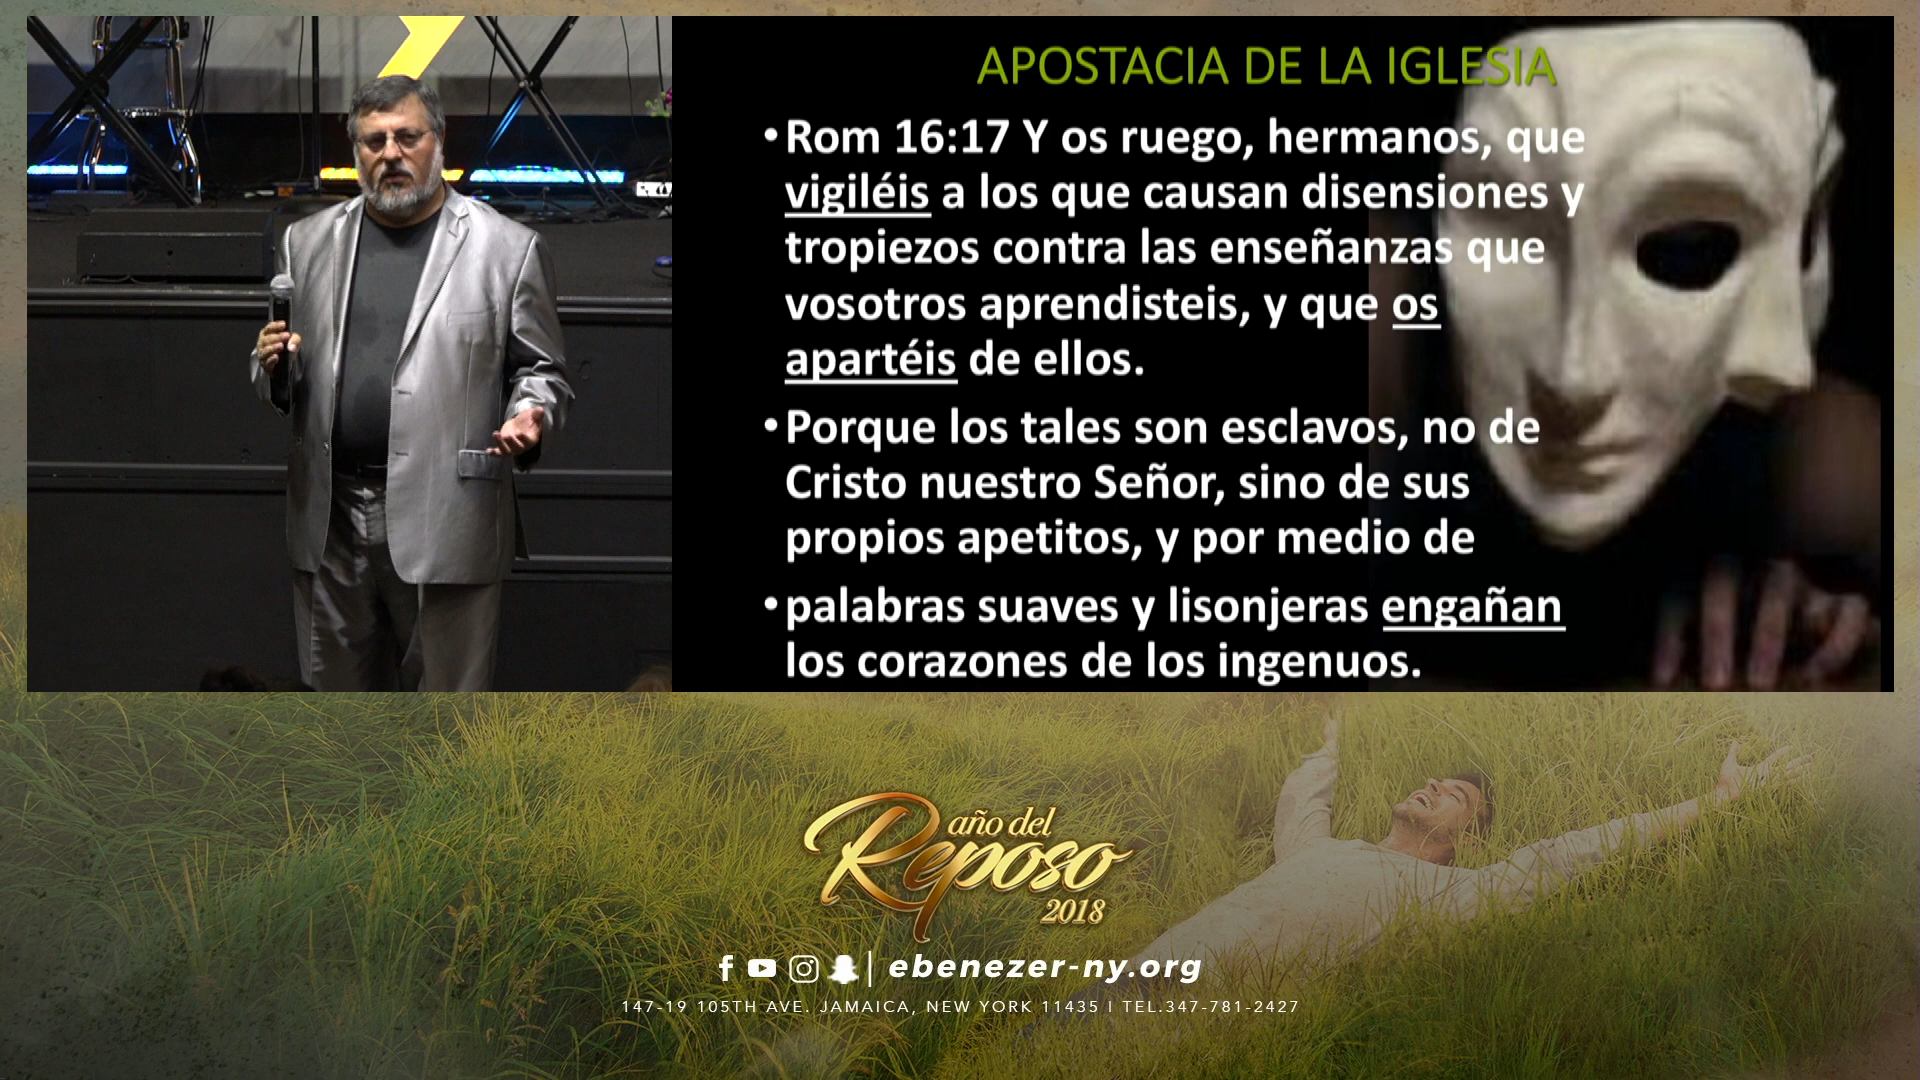 APOSTACIA DE LA IGLESIA
• Rom 16:17 Y os ruego, hermanos, que
vigiléis a los que causan disensiones y
tropiezos contra las enseñanzas que
vosotros aprendisteis, y que os
apartéis de ellos.
• Porque los tales son esclavos, no de
Cristo nuestro Señor, sino de sus
propios apetitos, y por medio de
• palabras suaves y lisonjeras engañan
los corazones de los ingenuos.
año del
Reposo
2018
ebenezer-ny.org
147-19 105TH AVE. JAMAICA, NEW YORK 11435 | TEL.347-781-2427